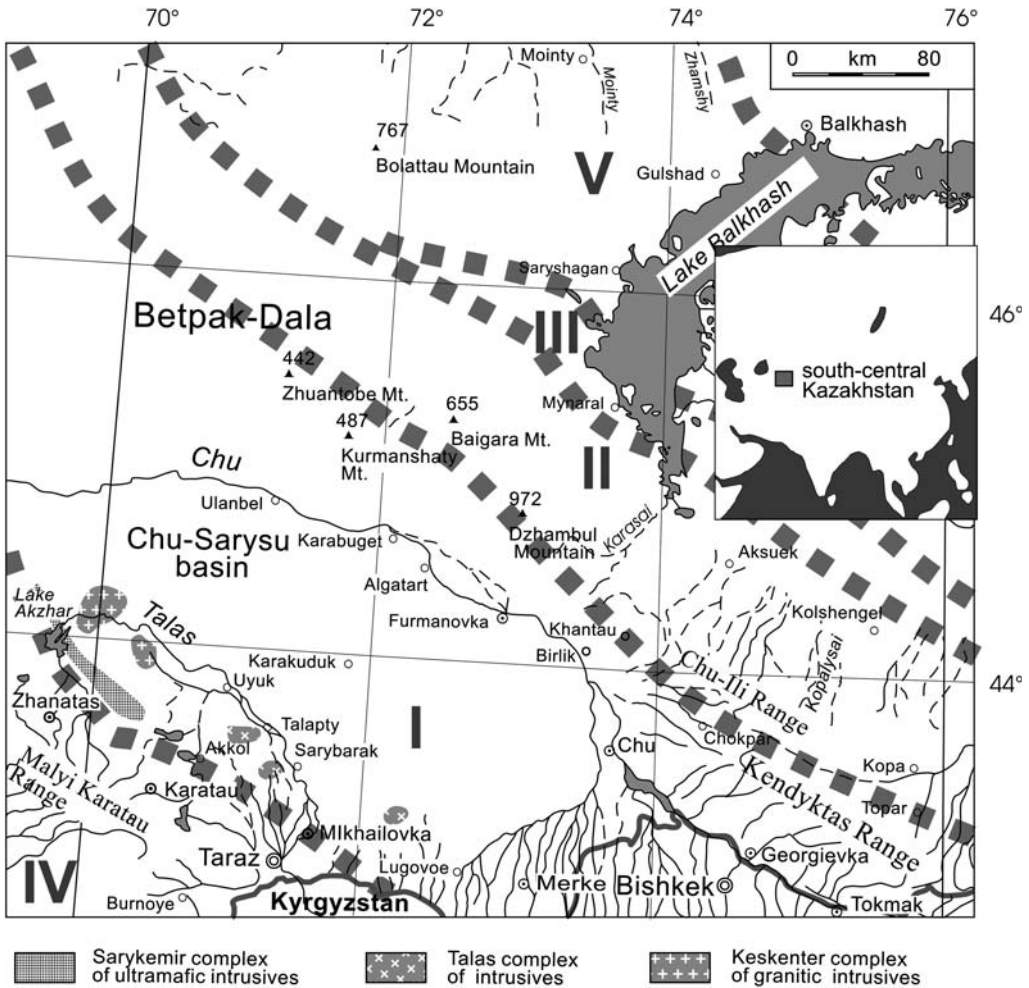 70°
72°
74°
76°
0 km 80
Mointy
Mointy
Zhamshy
Balkhash
767
Bolattau Mountain
V
Gulshad
Lake Balkhash
Saryshagan
46°
Betpak-Dala
III
south-central
Kazakhstan
442
Zhuantobe Mt.
655
Baigara Mt.
Mynaral
487
Kurmanshaty
Mt.
II
Chu
Ulanbel
972
Dzhambul
Mountain
Karasai
Karabuget
Chu-Sarysu
basin
Aksuek
Algatart
Lake
Akzhar
Talas
Furmanovka
Kolshengel
Khantau
Karakuduk
Birlik
Kopalysai
44°
Uyuk
Chu-Ili Range
Zhanatas
I
Talapty
Chokpar
Akkol
Sarybarak
Chu
Kopa
Malyi Karatau
Range
Karatau
Kendyktas Range
Topar
MIkhailovka
Taraz
Georgievka
IV
Lugovoe
Merke
Bishkek
Burnoye
Kyrgyzstan
Tokmak
Sarykemir complex
of ultramafic intrusives
Talas complex
of intrusives
Keskenter complex
of granitic intrusives